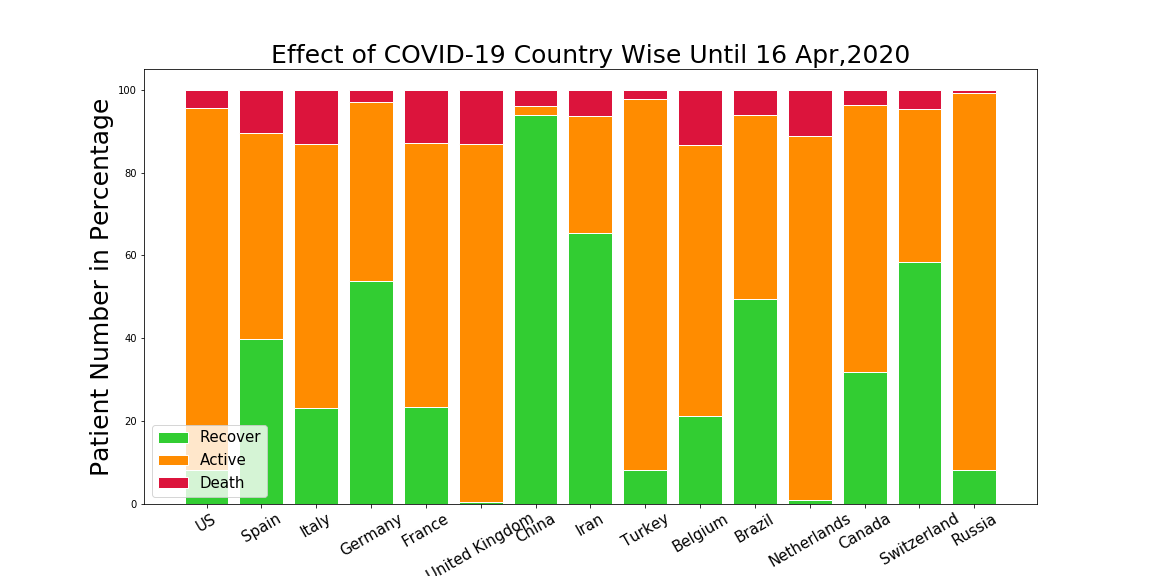 Effect of COVID-19 Country Wise Until 16 Apr,2020
Patient Number in Percentage
100
80
60
40
20
0
Recover
Active
Death
US
Spain
Italy
Germany
France
United Kingdom
China
Iran
Turkey
Belgium
Brazil
Netherlands
Canada
Switzerland
Russia